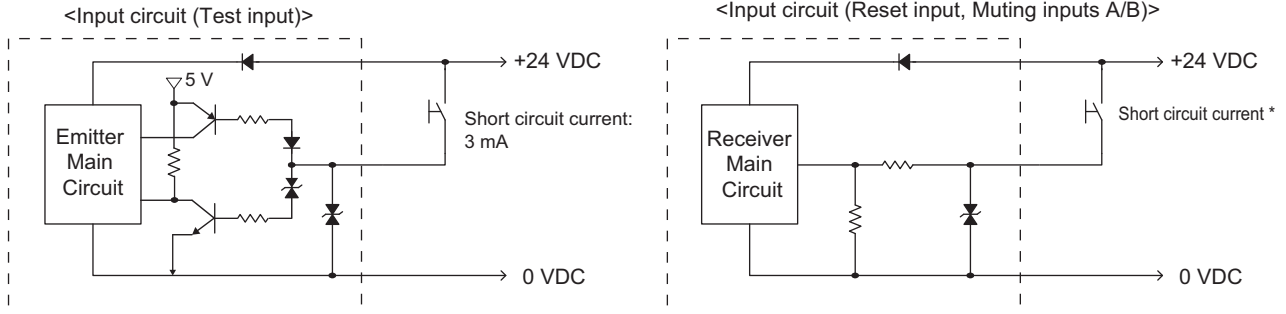 <Input circuit (Test input)>
+24 VDC
5 V
Emitter
Main
Circuit
Short circuit current:
3 mA
0 VDC
<Input circuit (Reset input, Muting inputs A/B)>
+24 VDC
Receiver
Main
Circuit
Short circuit current *
0 VDC